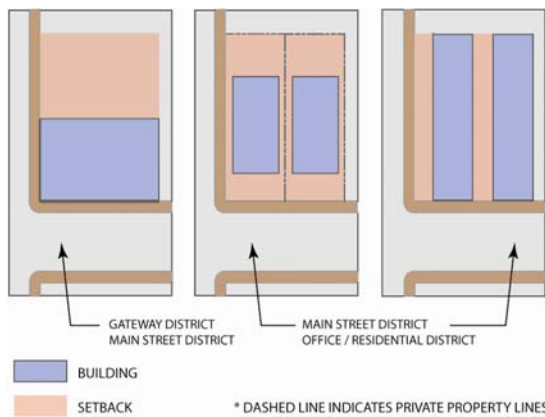 GATEWAY DISTRICT
MAIN STREET DISTRICT
MAIN STREET DISTRICT
OFFICE / RESIDENTIAL DISTRICT
BUILDING
SETBACK
* DASHED LINE INDICATES PRIVATE PROPERTY LINES